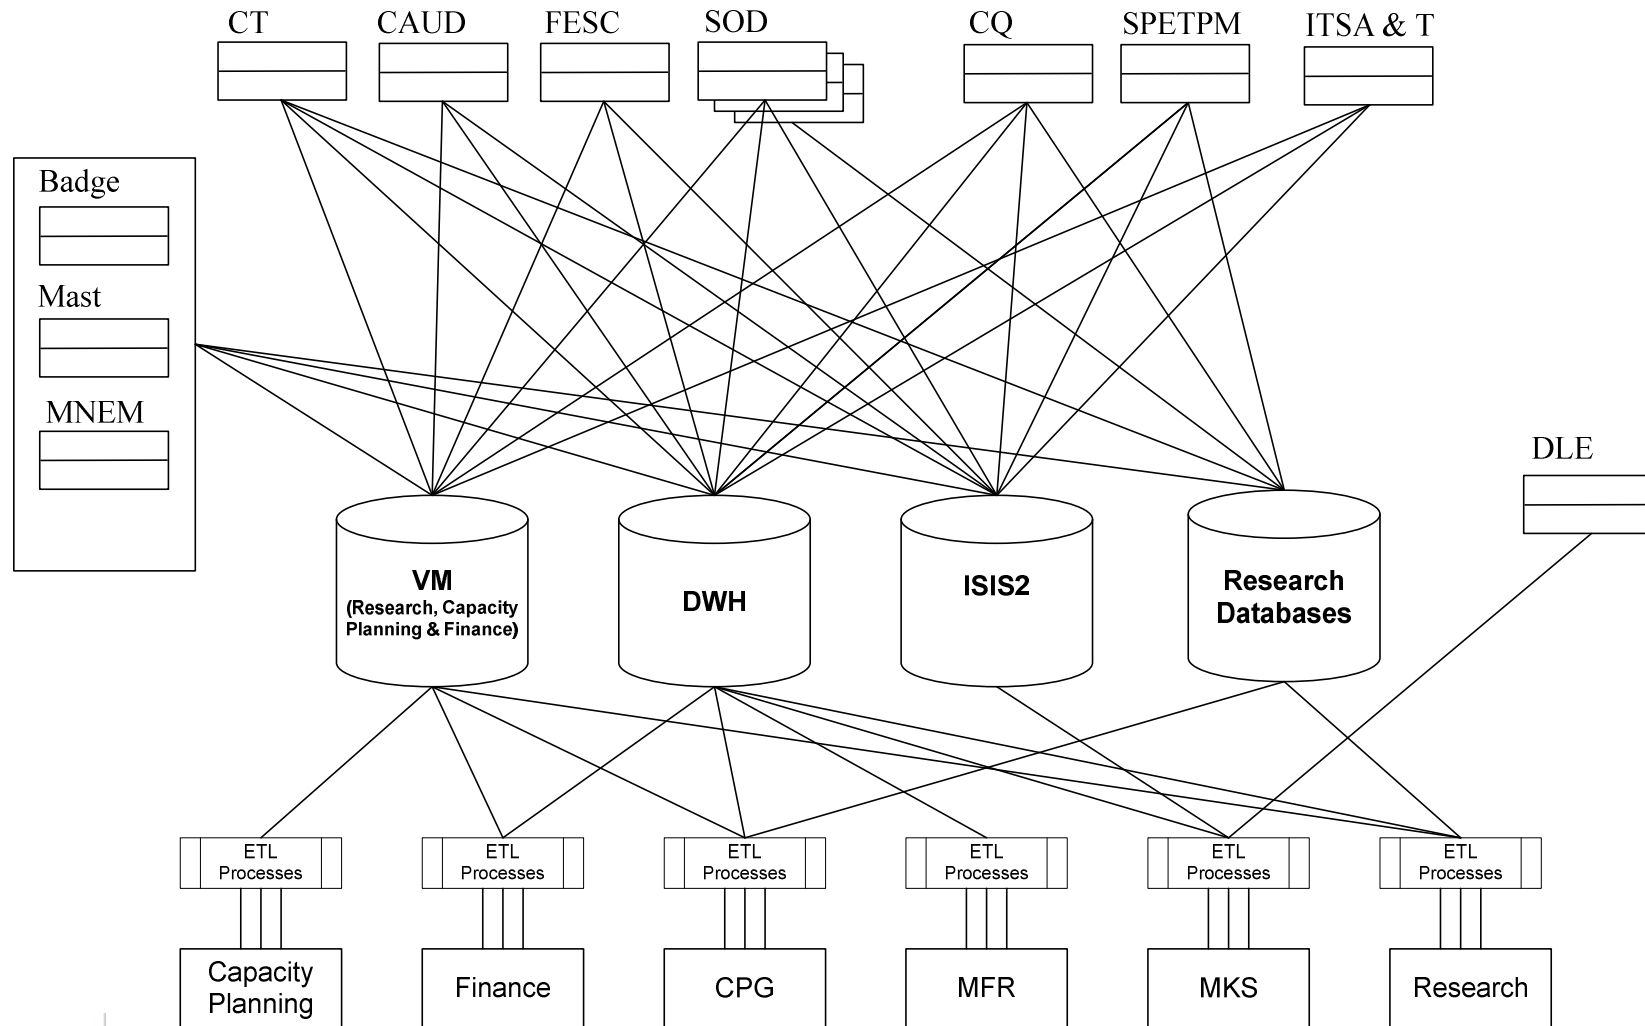 CT
CAUD
FESC
SOD
CQ
SPETPM
ITSA & T
Badge
Mast
MNEM
DLE
VM
(Research, Capacity
Planning & Finance)
DWH
ISIS2
Research
Databases
ETL
Processes
ETL
Processes
ETL
Processes
ETL
Processes
ETL
Processes
ETL
Processes
Capacity
Planning
Finance
CPG
MFR
MKS
Research